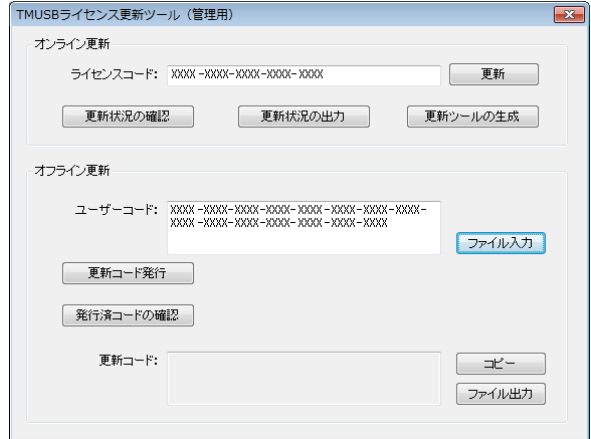 TMUSBライセンス更新ツール（管理用）
オンライン更新
ライセンスコード: XXXX-XXXX-XXXX-XXXX-XXXX 更新
更新状況の確認 更新状況の出力 更新ツールの生成
オフライン更新
ユーザーコード: XXXX-XXXX-XXXX-XXXX-XXXX-XXXX-XXXX-XXXX-
XXXX-XXXX-XXXX-XXXX-XXXX-XXXX-XXXX
ファイル入力
更新コード発行
発行済コードの確認
更新コード: コピー
ファイル出力